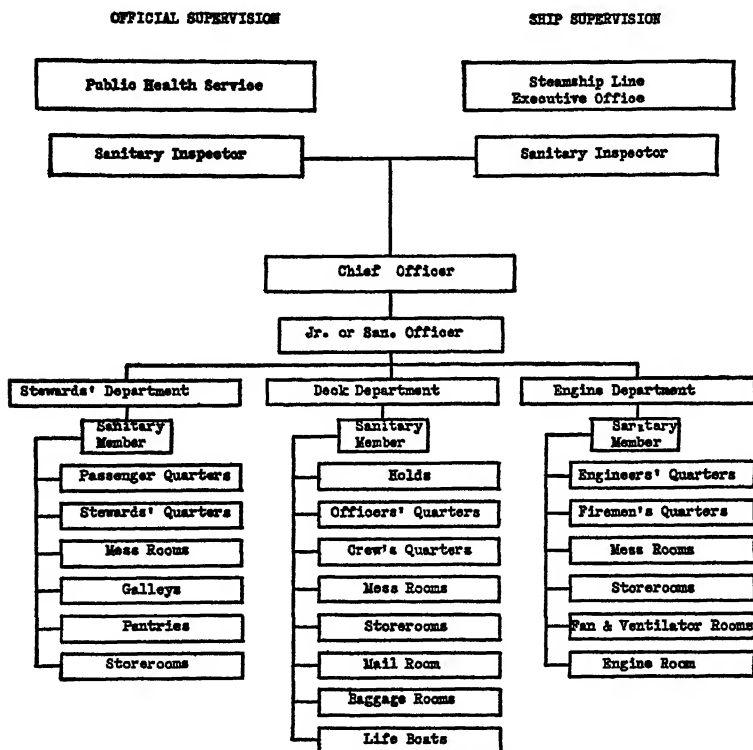 OFFICIAL SUPERVISION
SHIP SUPERVISION
Public Health Service
Steamship Line
Executive Office
Sanitary Inspector
Sanitary Inspector
Chief Officer
Jr. or San. Officer
Stewards' Department
Deck Department
Engine Department
Sanitary
Member
Sanitary
Member
Sanitary
Member
Passenger Quarters
Stewards' Quarters
Mess Rooms
Galleys
Pantries
Storerooms
Holds
Officers' Quarters
Crew's Quarters
Mess Rooms
Storerooms
Mail Room
Baggage Rooms
Life Boats
Engineers' Quarters
Firemen's Quarters
Mess Rooms
Storerooms
Fan & Ventilator Rooms
Engine Room